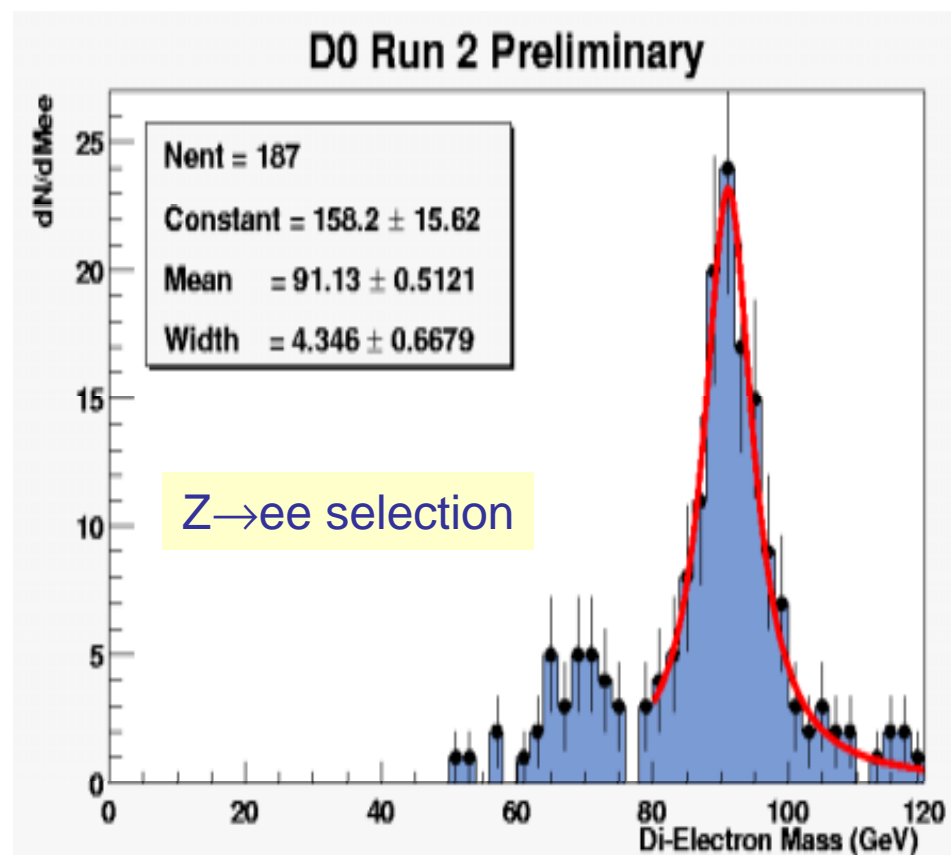 D0 Run 2 Preliminary
dN/dMee
25
20
15
10
5
0
Nent = 187
Constant = 158.2 ± 15.62
Mean = 91.13 ± 0.5121
Width = 4.346 ± 0.6679
Z→ee selection
0 20 40 60 80 100 120
Di-Electron Mass (GeV)